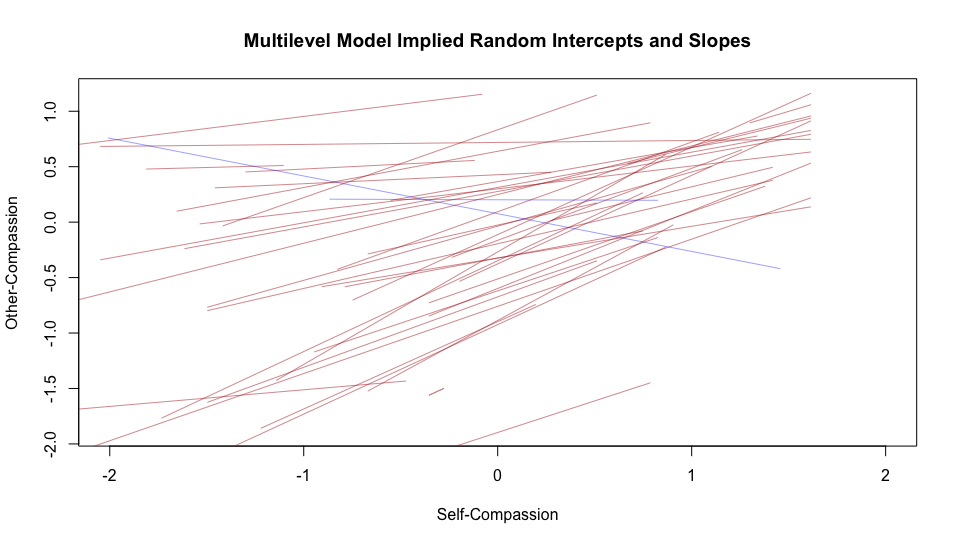 Multilevel Model Implied Random Intercepts and Slopes
Other-Compassion
1.0
0.5
0.0
-0.5
-1.0
-1.5
-2.0
-2 -1 0 1 2
Self-Compassion